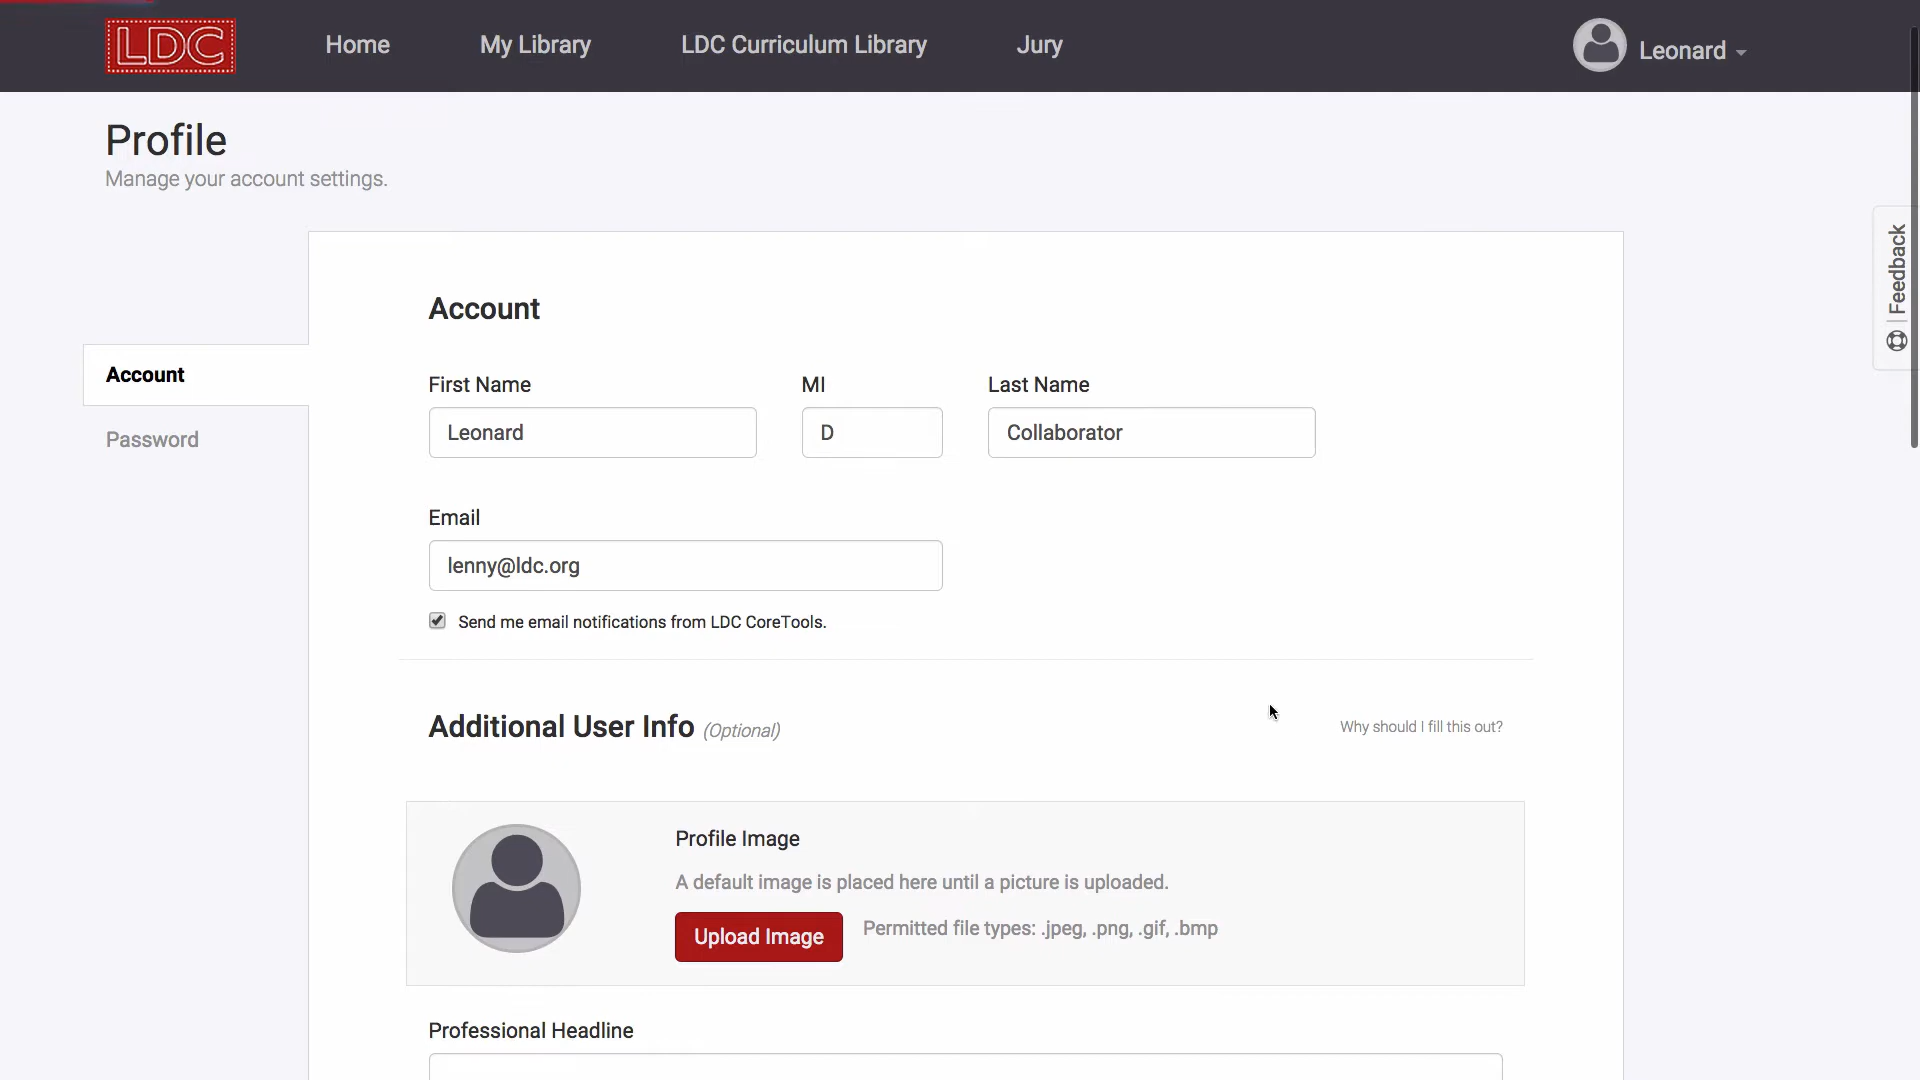 LDC
Home
My Library
LDC Curriculum Library
Jury
Leonard
Profile
Manage your account settings.
Feedback
Account
Account
Password
First Name
MI
Last Name
Leonard
D
Collaborator
Email
lenny@ldc.org
Send me email notifications from LDC CoreTools.
Additional User Info (Optional)
Why should I fill this out?
Profile Image
A default image is placed here until a picture is uploaded.
Upload Image
Permitted file types: .jpeg, .png, .gif, .bmp
Professional Headline